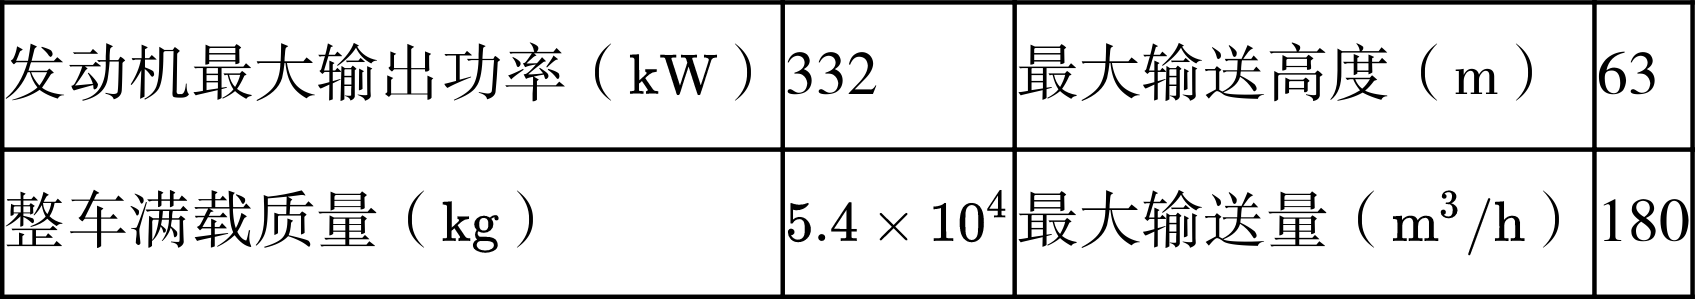 发动机最大输出功率（kW） 332 最大输送高度（m） 63
整车满载质量（kg） 5.4 × 10⁴ 最大输送量（m³/h） 180